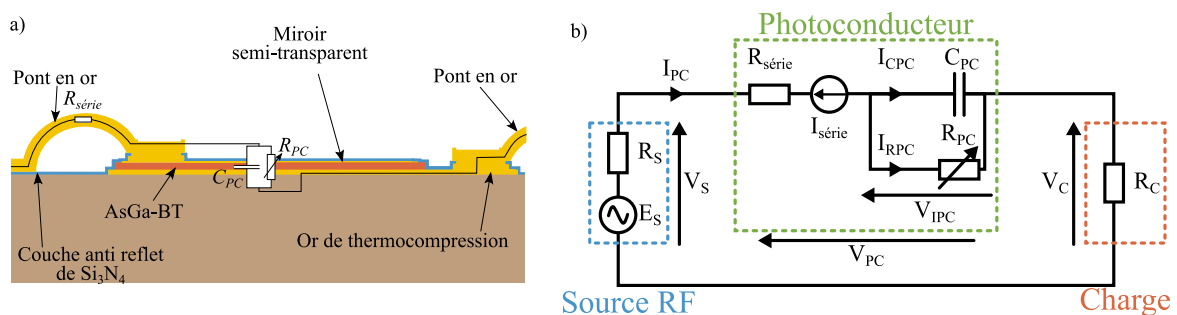 a)
Miroir
semi-transparent
Pont en or
Pont en or
R_série
R_PC
C_PC
AsGa-BT
Or de thermocompression
Couche anti reflet
de Si₃N₄
b)
Photoconducteur
I_PC
R_série
I_CPC
C_PC
I_série
R_PC
I_RPC
R_S
V_S
E_S
V_IPC
V_PC
V_C
R_C
Source RF
Charge